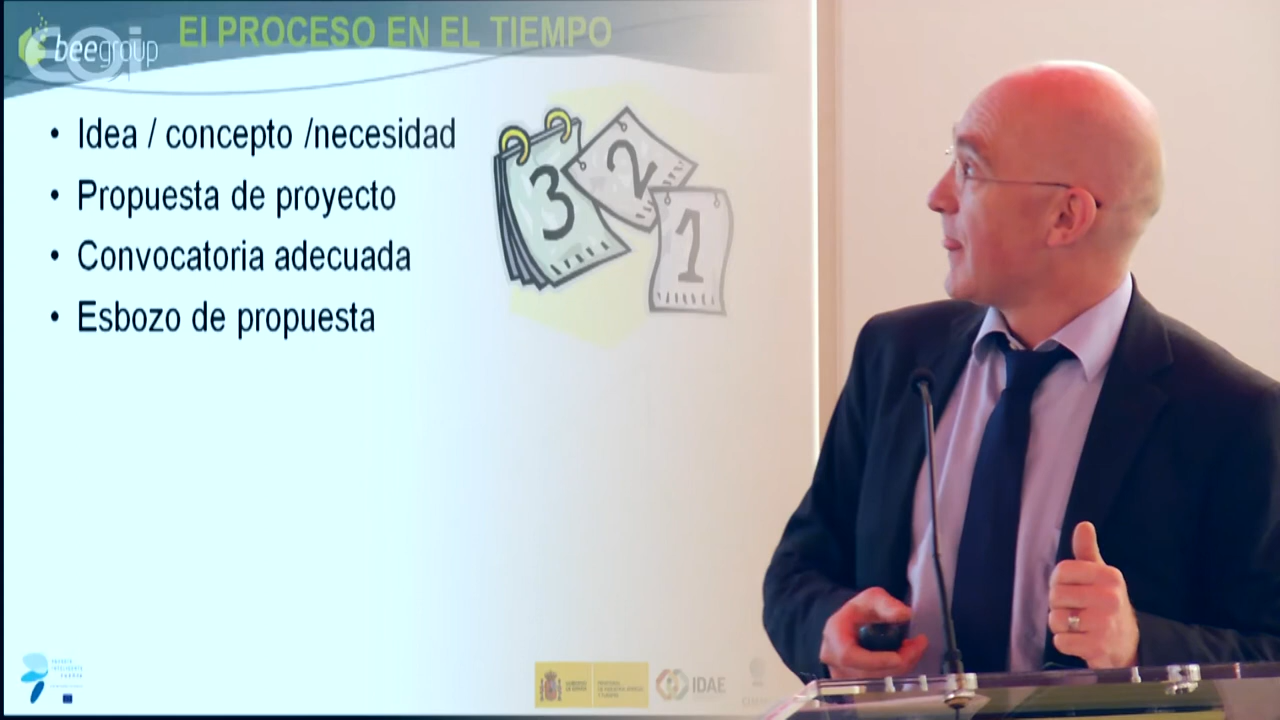 eoi
beegroup
El PROCESO EN EL TIEMPO
• Idea / concepto /necesidad
• Propuesta de proyecto
• Convocatoria adecuada
• Esbozo de propuesta
3
2
1
IDAE